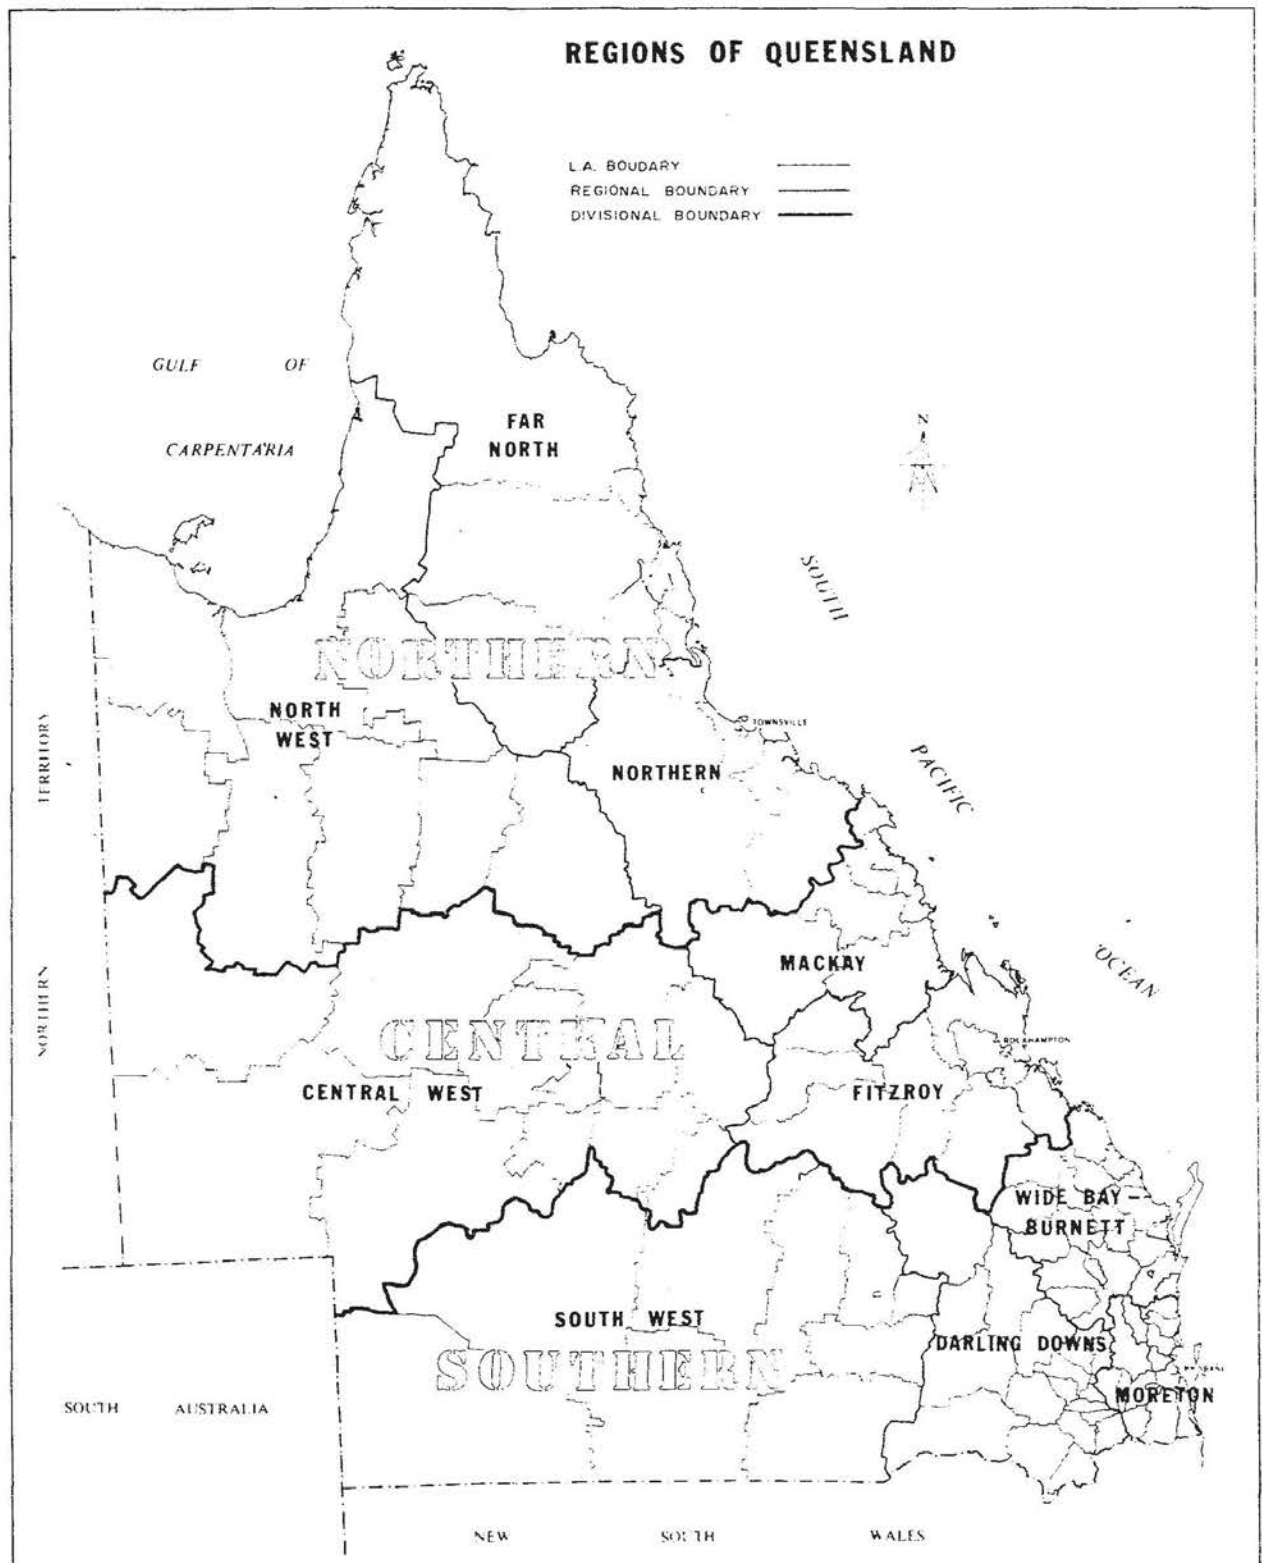 REGIONS OF QUEENSLAND
L.A. BOUDARY
REGIONAL BOUNDARY
DIVISIONAL BOUNDARY
GULF OF
CARPENTARIA
FAR
NORTH
N
SOUTH
NORTHERN
NORTH
WEST
TOWNSVILLE
TERRITORY
PACIFIC
NORTHERN
MACKAY
OCEAN
NORTHERN
CENTRAL
ROCKHAMPTON
CENTRAL WEST
FITZROY
WIDE BAY—
BURNETT
SOUTH WEST
DARLING DOWNS
SOUTHERN
BRISBANE
MORETON
SOUTH AUSTRALIA
NEW SOUTH WALES